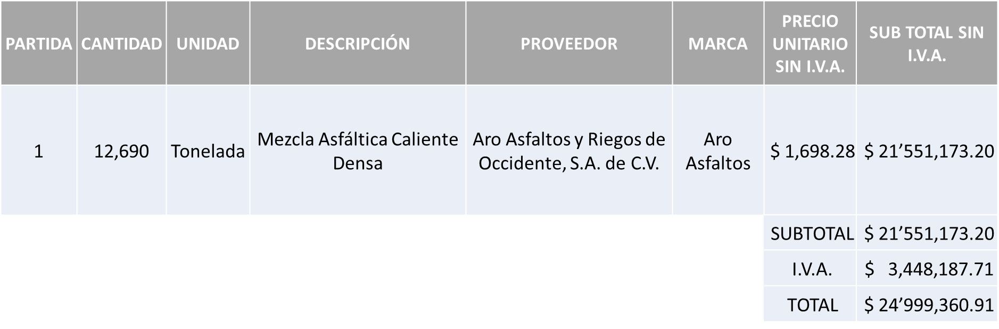 PARTIDA CANTIDAD UNIDAD DESCRIPCIÓN PROVEEDOR MARCA PRECIO UNITARIO SIN I.V.A. SUB TOTAL SIN I.V.A.
1 12,690 Tonelada Mezcla Asfáltica Caliente Densa Aro Asfaltos y Riegos de Occidente, S.A. de C.V. Aro Asfaltos $ 1,698.28 $ 21’551,173.20
SUBTOTAL $ 21’551,173.20
I.V.A. $ 3,448,187.71
TOTAL $ 24’999,360.91